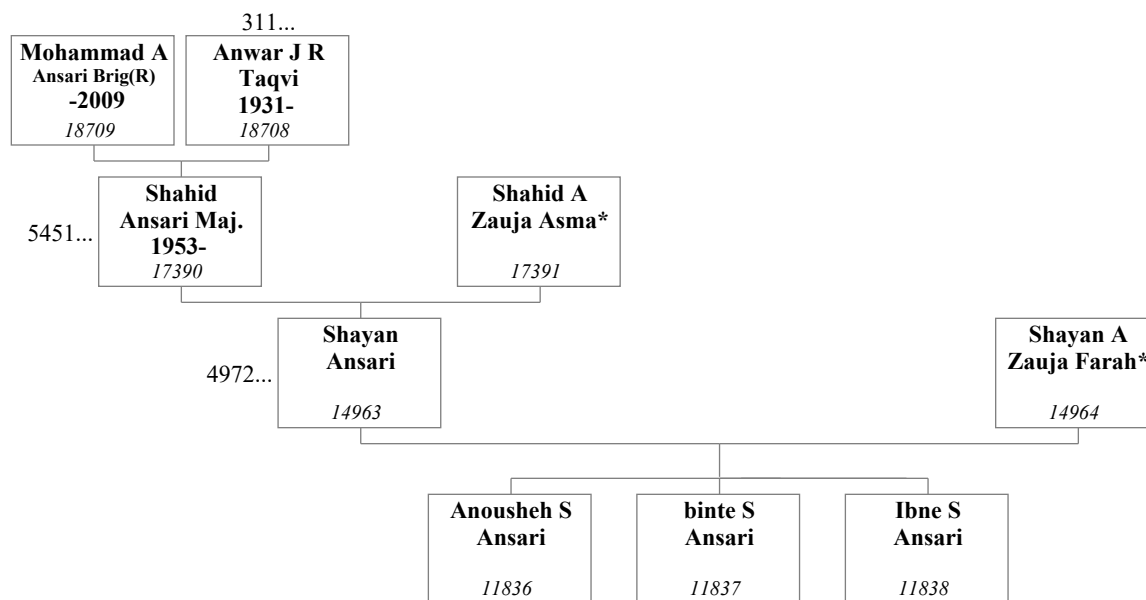 311...
Mohammad A
Ansari Brig(R)
-2009
18709
Anwar J R
Taqvi
1931-
18708
5451...
Shahid
Ansari Maj.
1953-
17390
Shahid A
Zauja Asma*
17391
4972...
Shayan
Ansari
14963
Shayan A
Zauja Farah*
14964
Anousheh S
Ansari
11836
binte S
Ansari
11837
Ibne S
Ansari
11838